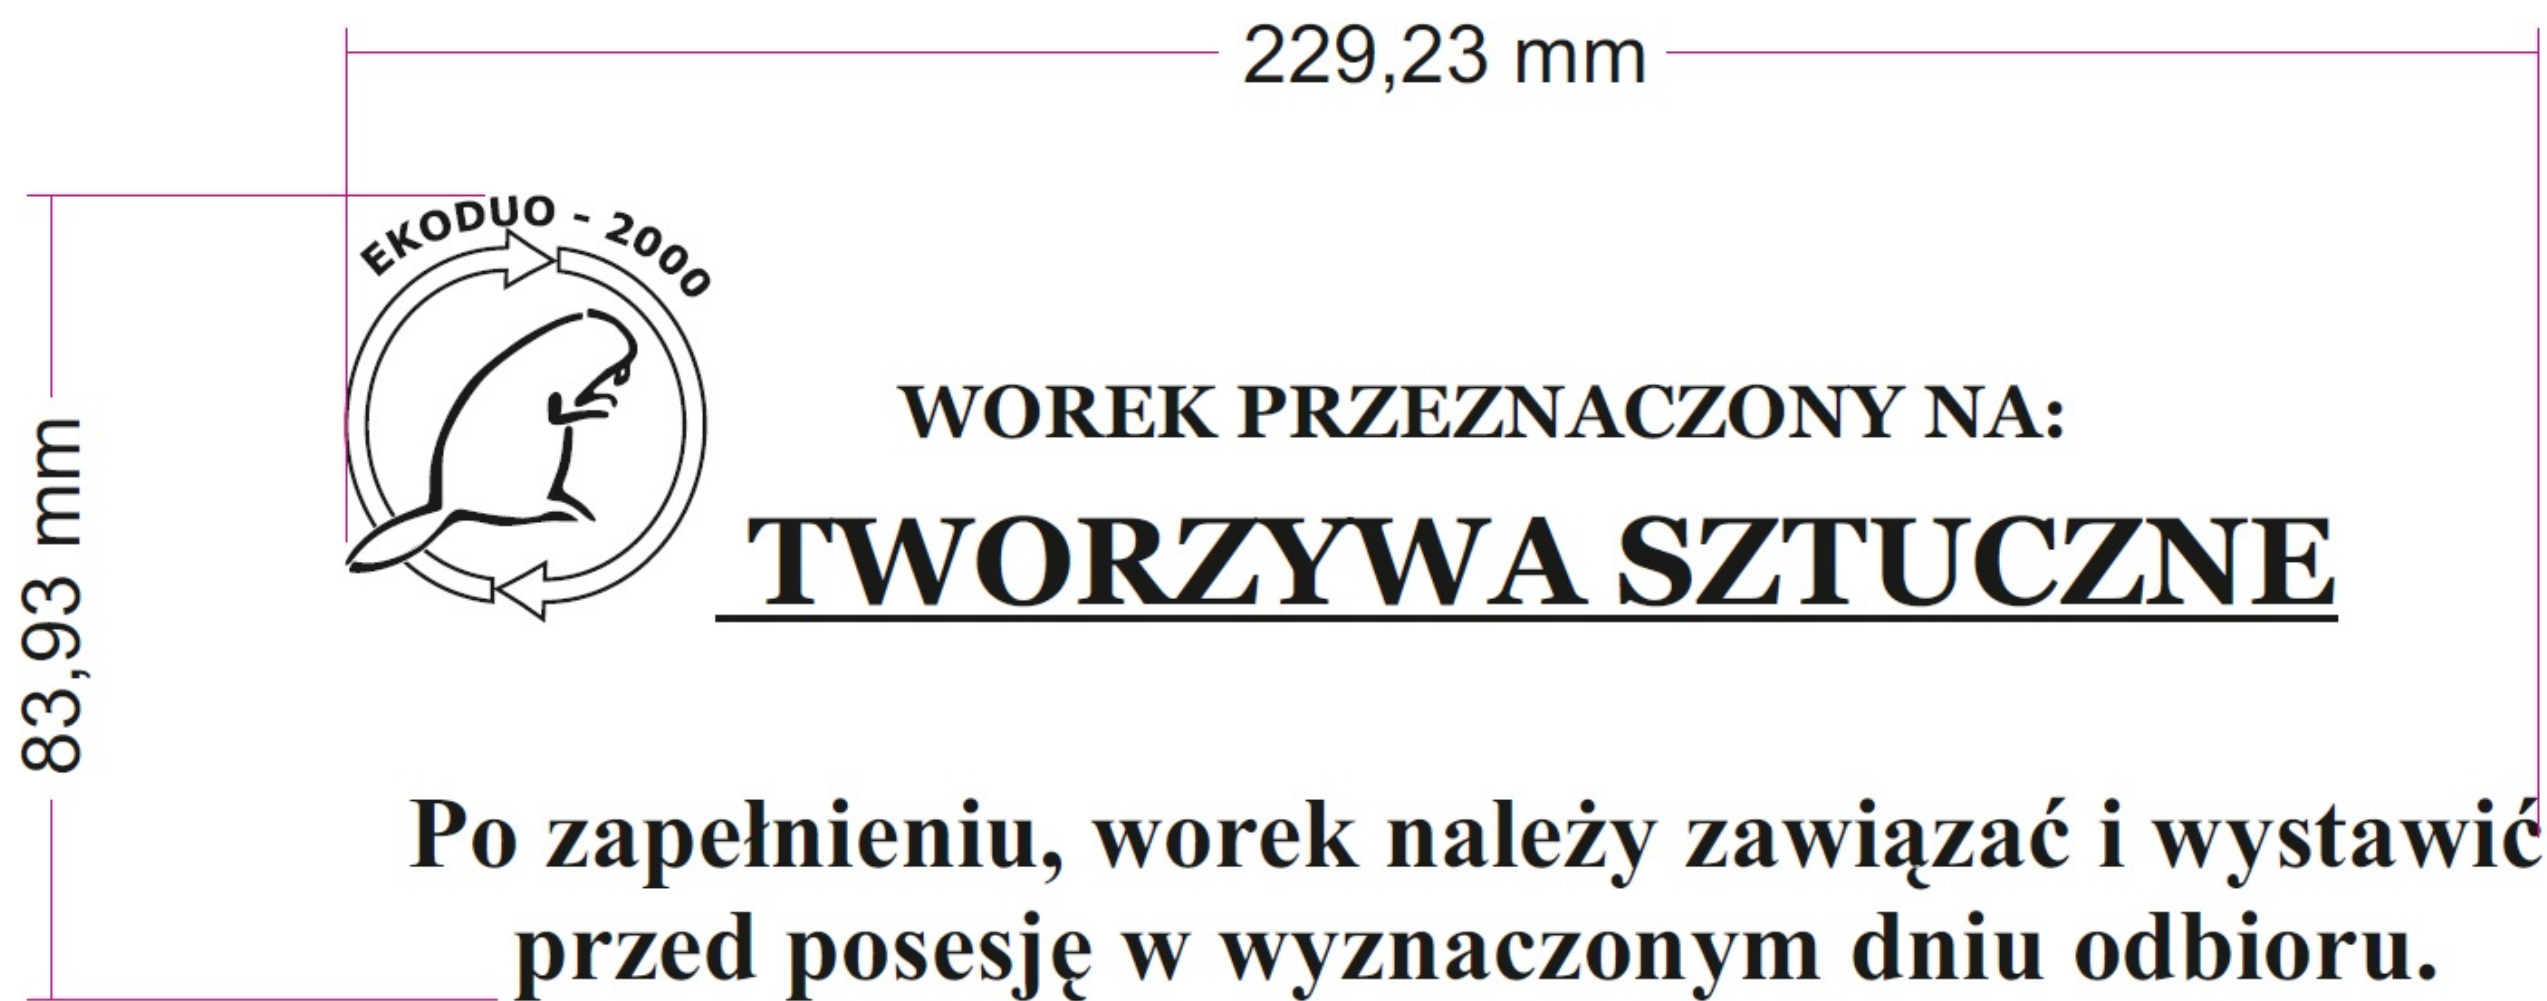 229,23 mm
83,93 mm
EKODUO - 2000
WOREK PRZEZNACZONY NA:
TWORZYWA SZTUCZNE
Po zapełnieniu, worek należy zawiązać i wystawić
przed posesję w wyznaczonym dniu odbioru.